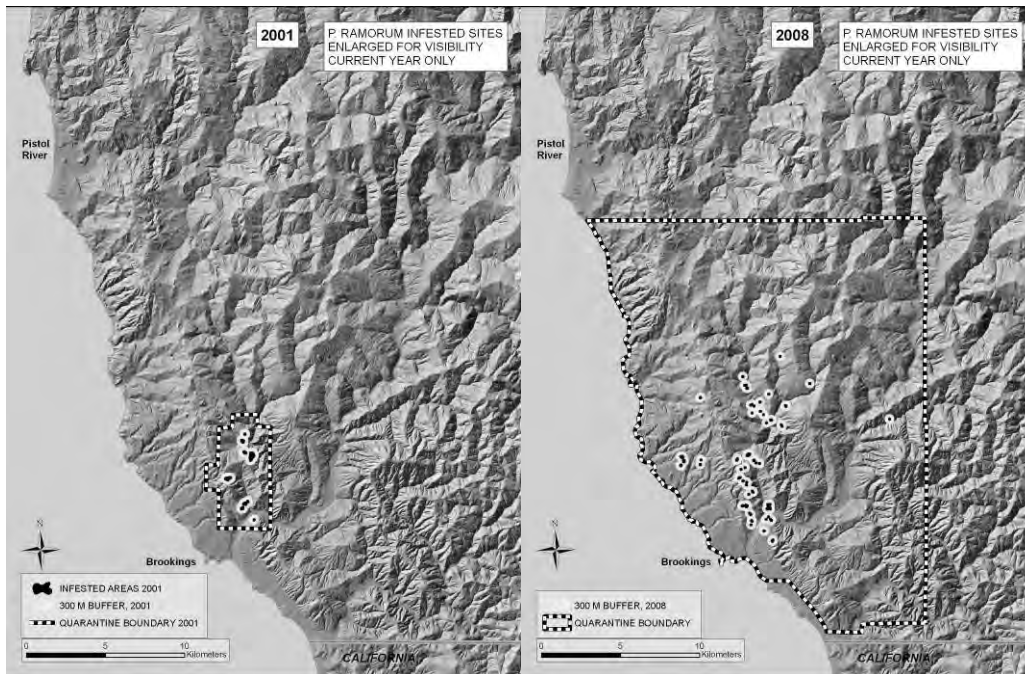 2001
P. RAMORUM INFESTED SITES
ENLARGED FOR VISIBILITY
CURRENT YEAR ONLY
Pistol
River
N
Brookings
INFESTED AREAS 2001
300 M BUFFER, 2001
QUARANTINE BOUNDARY 2001
0 5 10
Kilometers
CALIFORNIA
2008
P. RAMORUM INFESTED SITES
ENLARGED FOR VISIBILITY
CURRENT YEAR ONLY
Pistol
River
N
Brookings
300 M BUFFER, 2008
QUARANTINE BOUNDARY
0 5 10
Kilometers
CALIFORNIA